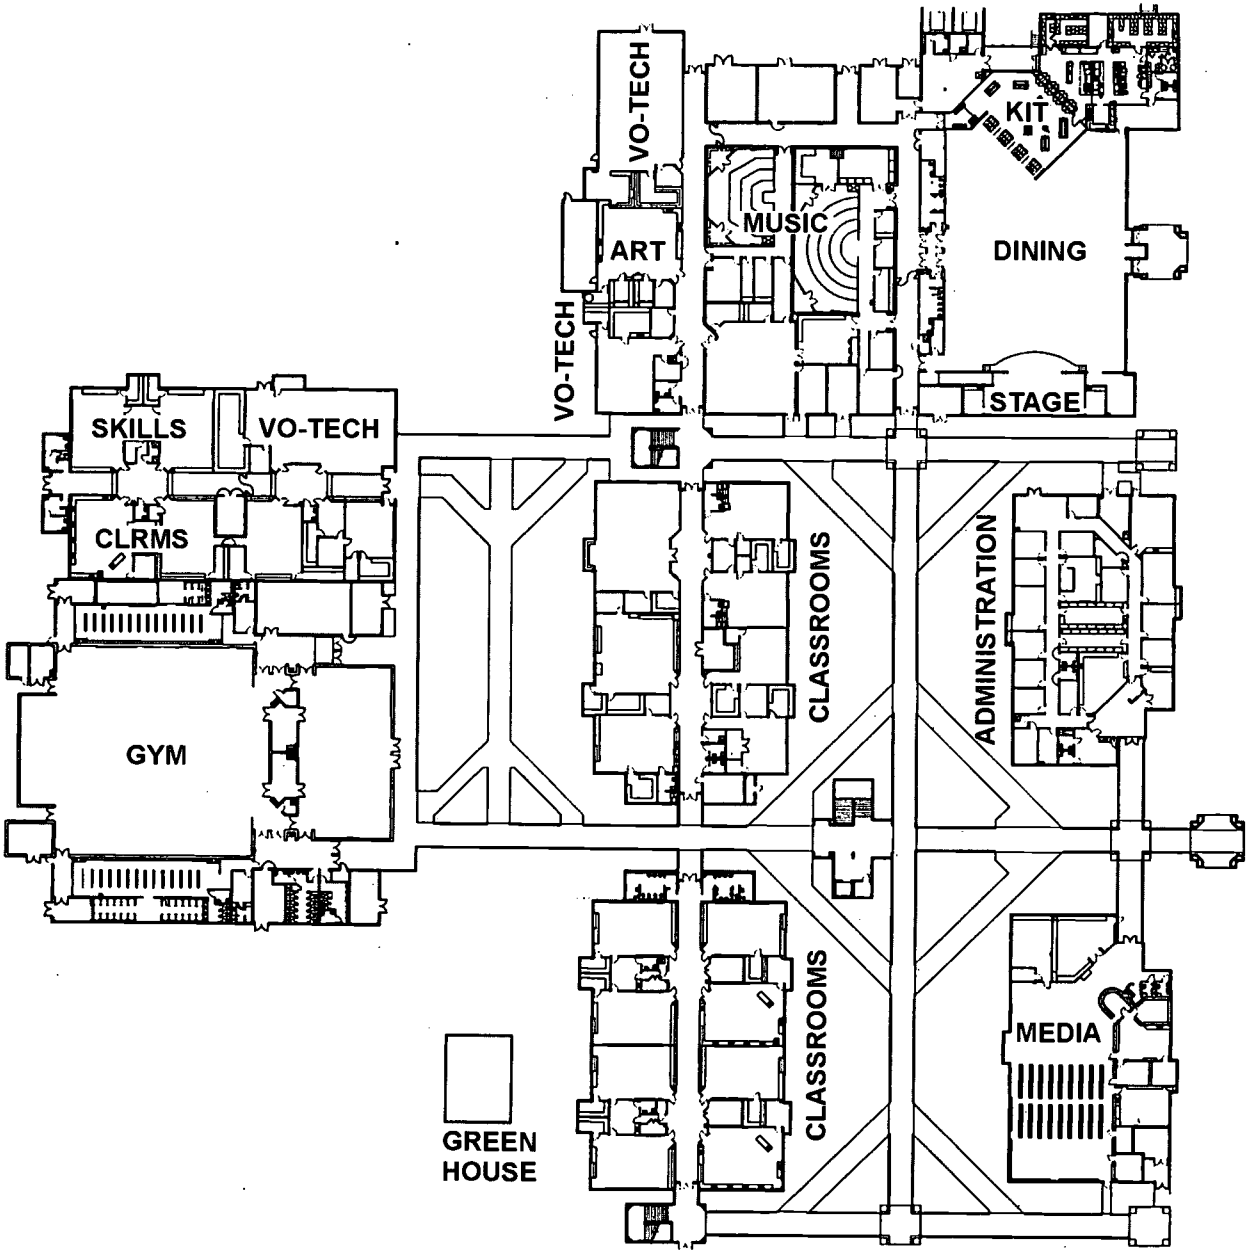 VO-TECH
KIT
MUSIC
ART
DINING
VO-TECH
STAGE
SKILLS
VO-TECH
CLRMS
CLASSROOMS
ADMINISTRATION
GYM
CLASSROOMS
MEDIA
GREEN
HOUSE